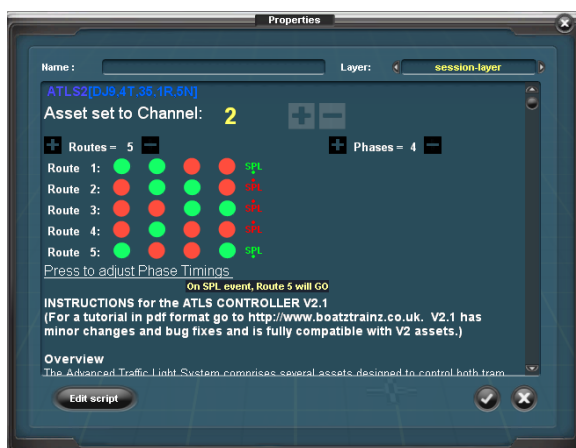 Properties
Name :
Layer: session-layer
ATLS2[DJ9.4T.35.1R.5N]
Asset set to Channel: 2
+ Routes = 5 − + Phases = 4 −
Route 1: SPL
Route 2: SPL
Route 3: SPL
Route 4: SPL
Route 5: SPL
Press to adjust Phase Timings
On SPL event, Route 5 will GO
INSTRUCTIONS for the ATLS CONTROLLER V2.1
(For a tutorial in pdf format go to http://www.boatztrainz.co.uk. V2.1 has
minor changes and bug fixes and is fully compatible with V2 assets.)
Overview
The Advanced Traffic Light System comprises several assets designed to control both tram
Edit script